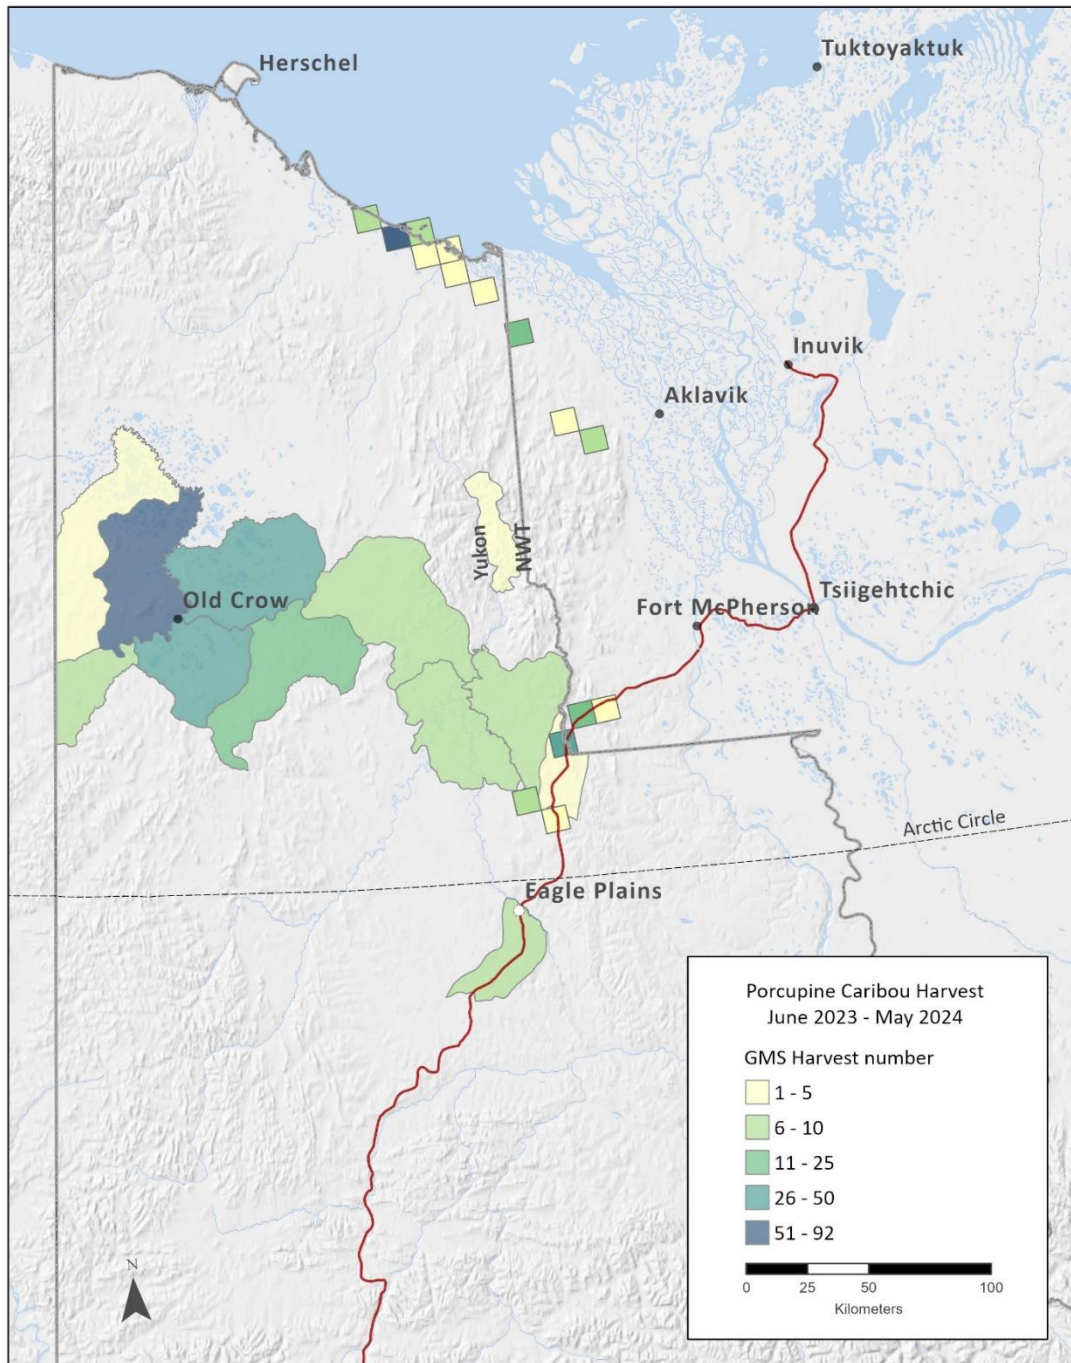 Tuktoyaktuk
Herschel
Inuvik
Aklavik
Yukon
NWT
Old Crow
Tsiigehtchic
Fort McPherson
Arctic Circle
Eagle Plains
Porcupine Caribou Harvest
June 2023 - May 2024
GMS Harvest number
1 - 5
6 - 10
11 - 25
26 - 50
51 - 92
0 25 50 100
Kilometers
N